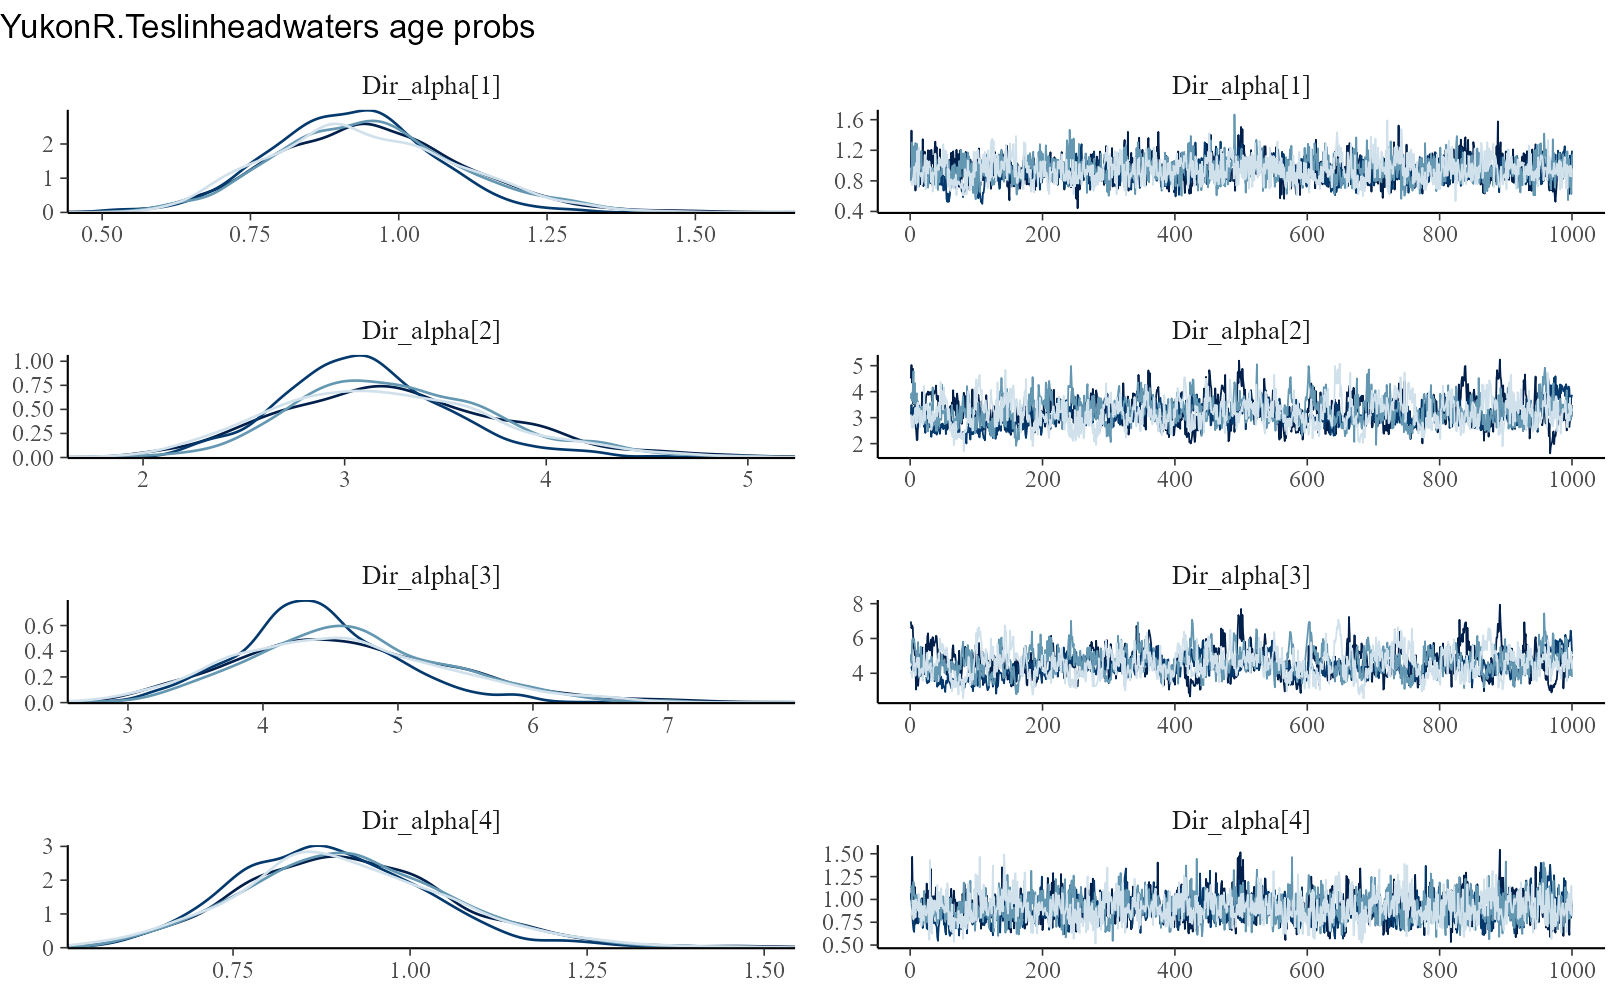 YukonR.Teslinheadwaters age probs
Dir_alpha[1] Dir_alpha[1]
2
1
0
0.50 0.75 1.00 1.25 1.50
1.6
1.2
0.8
0.4
0 200 400 600 800 1000
Dir_alpha[2] Dir_alpha[2]
1.00
0.75
0.50
0.25
0.00
2 3 4 5
5
4
3
2
0 200 400 600 800 1000
Dir_alpha[3] Dir_alpha[3]
0.6
0.4
0.2
0.0
3 4 5 6 7
8
6
4
0 200 400 600 800 1000
Dir_alpha[4] Dir_alpha[4]
3
2
1
0
0.75 1.00 1.25 1.50
1.50
1.25
1.00
0.75
0.50
0 200 400 600 800 1000